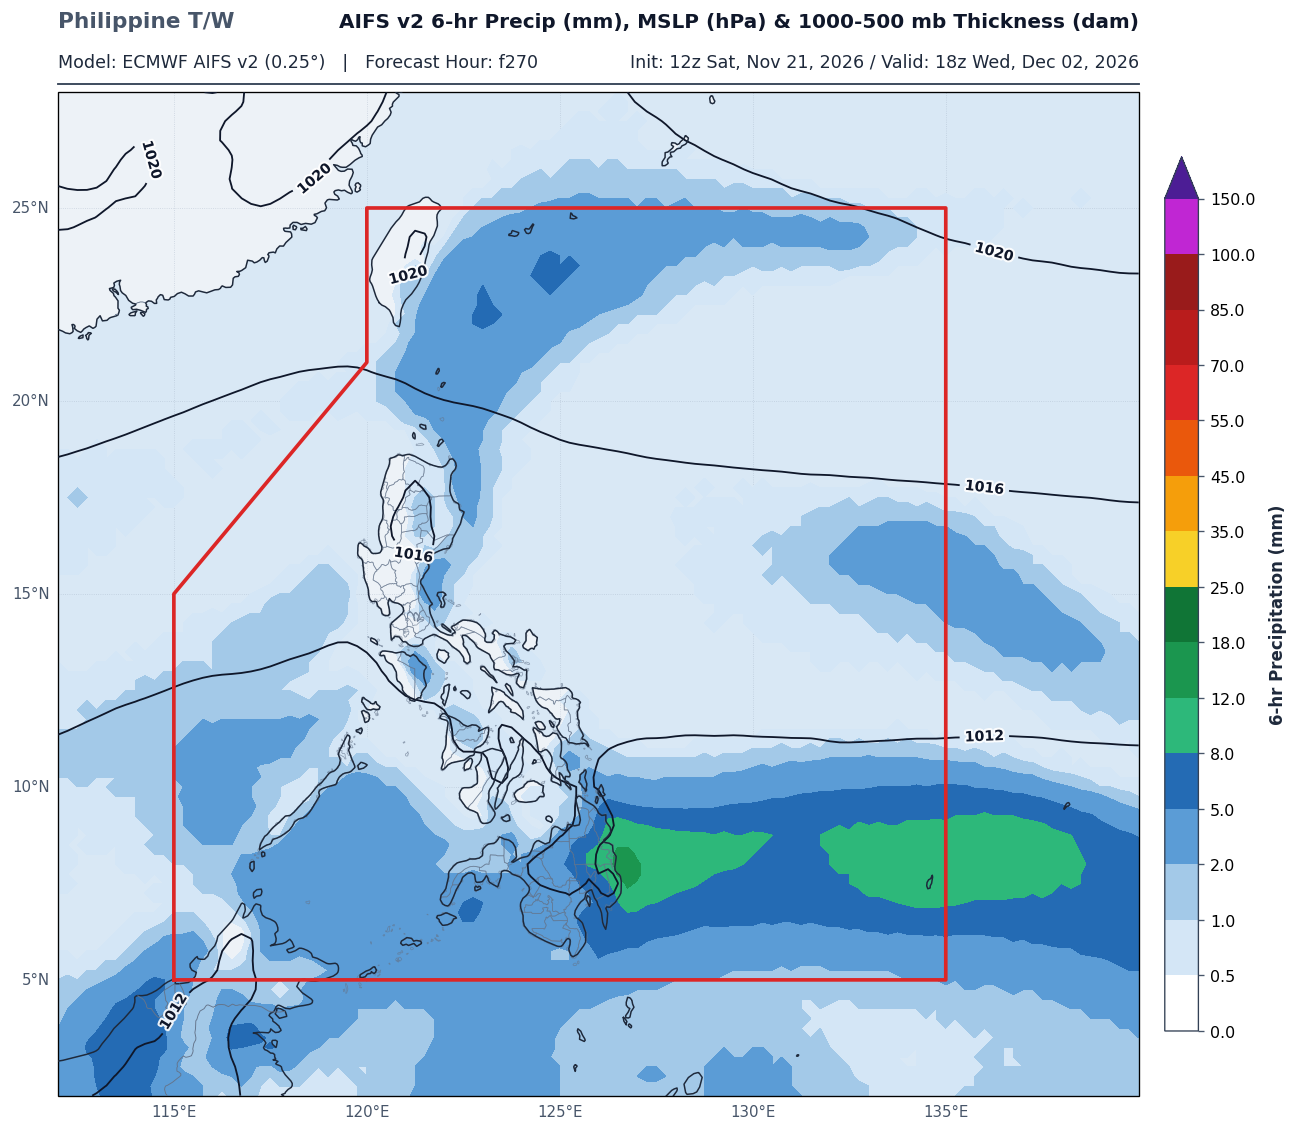 Philippine T/W
AIFS v2 6-hr Precip (mm), MSLP (hPa) & 1000-500 mb Thickness (dam)
Model: ECMWF AIFS v2 (0.25°) | Forecast Hour: f270
Init: 12z Sat, Nov 21, 2026 / Valid: 18z Wed, Dec 02, 2026
1020
1020
1020
1020
1016
1016
1012
1012
25°N
20°N
15°N
10°N
5°N
115°E
120°E
125°E
130°E
135°E
150.0
100.0
85.0
70.0
55.0
45.0
35.0
25.0
18.0
12.0
8.0
5.0
2.0
1.0
0.5
0.0
6-hr Precipitation (mm)